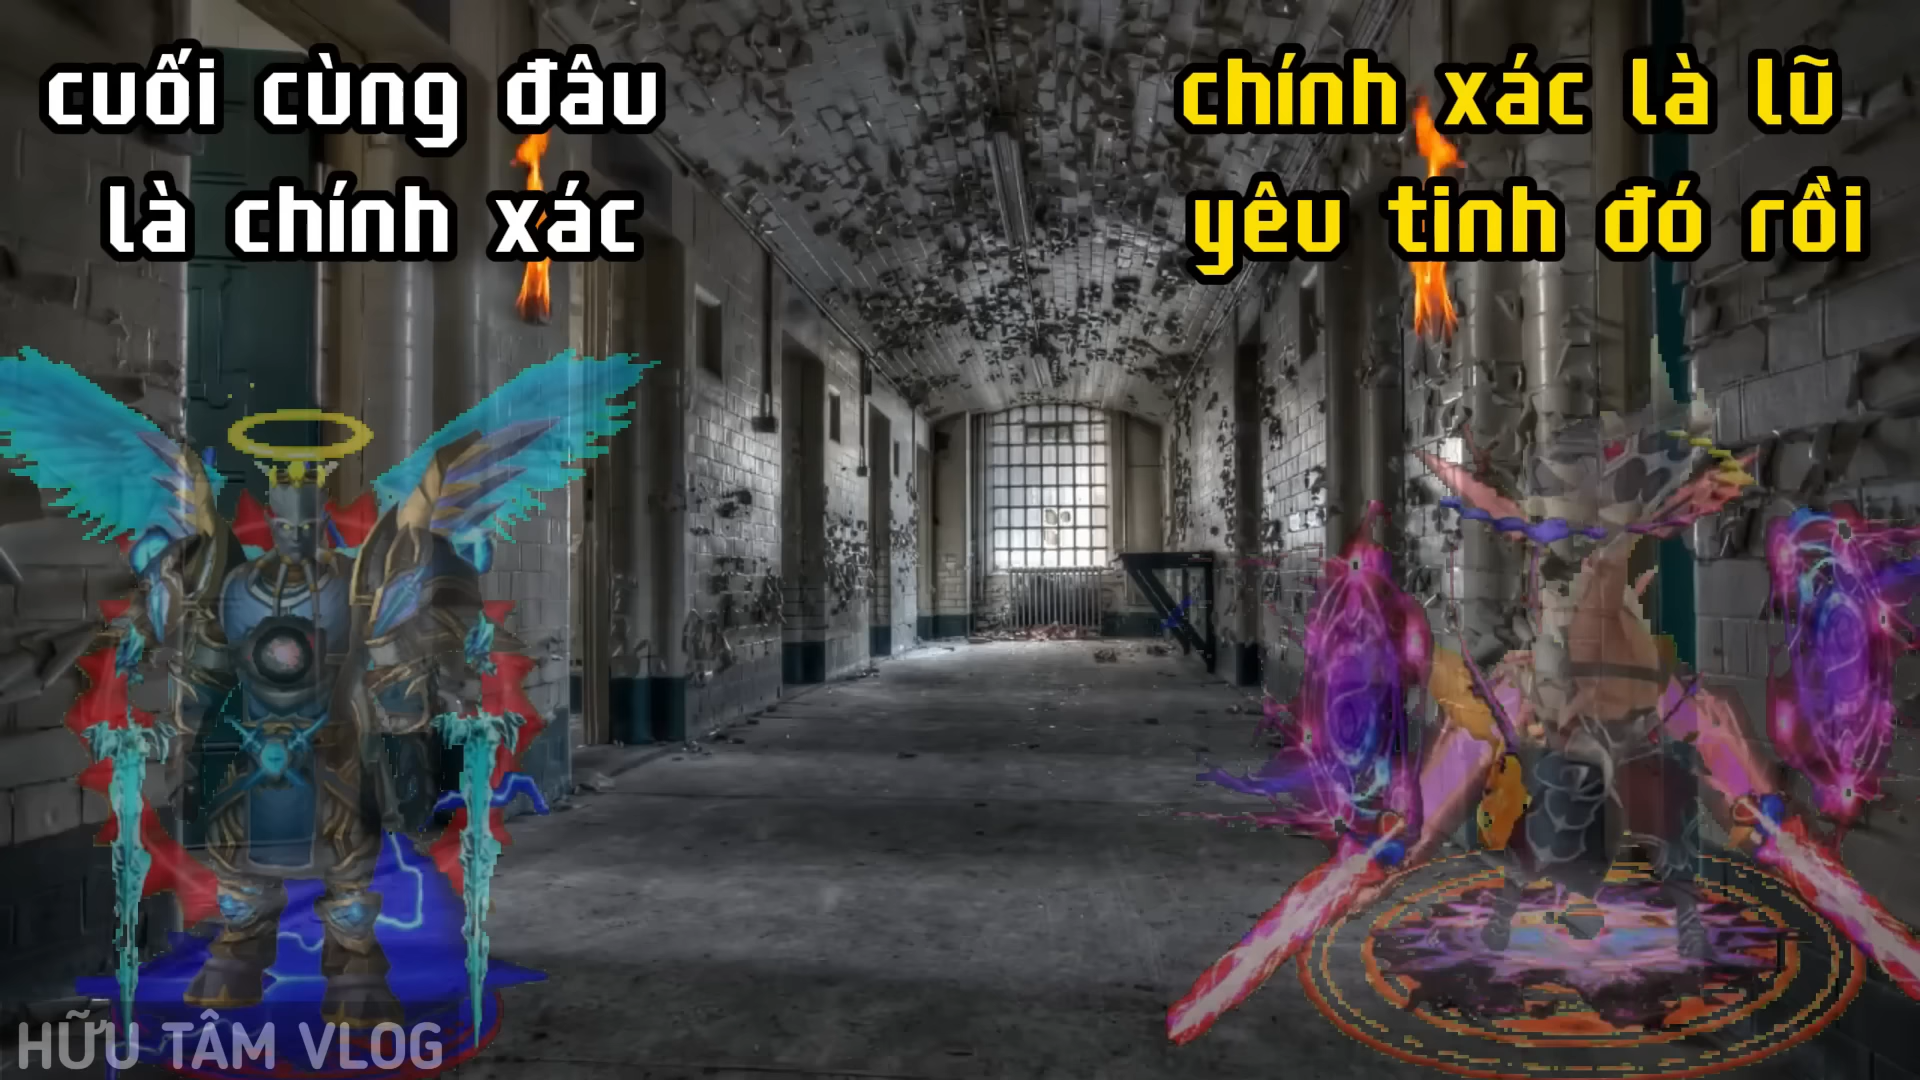 cuối cùng đâu
là chính xác
chính xác là lũ
yêu tinh đó rồi
HỮU TÂM VLOG